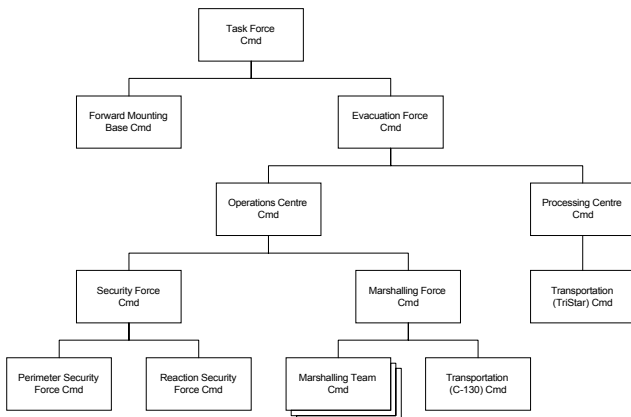 Task Force
Cmd
Forward Mounting
Base Cmd
Evacuation Force
Cmd
Operations Centre
Cmd
Processing Centre
Cmd
Security Force
Cmd
Marshalling Force
Cmd
Transportation
(TriStar) Cmd
Perimeter Security
Force Cmd
Reaction Security
Force Cmd
Marshalling Team
Cmd
Transportation
(C-130) Cmd